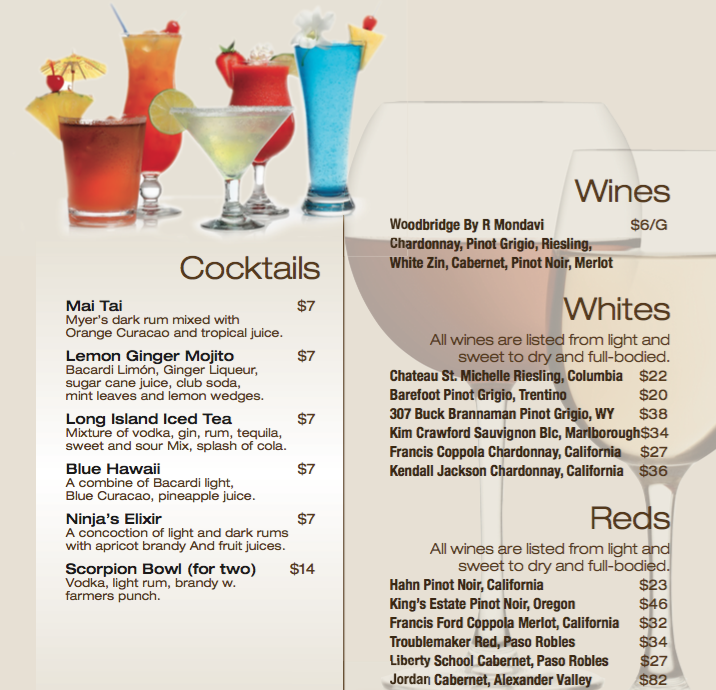 Cocktails
Mai Tai $7
Myer's dark rum mixed with
Orange Curacao and tropical juice.
Lemon Ginger Mojito $7
Bacardi Limón, Ginger Liqueur,
sugar cane juice, club soda,
mint leaves and lemon wedges.
Long Island Iced Tea $7
Mixture of vodka, gin, rum, tequila,
sweet and sour Mix, splash of cola.
Blue Hawaii $7
A combine of Bacardi light,
Blue Curacao, pineapple juice.
Ninja's Elixir $7
A concoction of light and dark rums
with apricot brandy And fruit juices.
Scorpion Bowl (for two) $14
Vodka, light rum, brandy w.
farmers punch.
Wines
Woodbridge By R Mondavi $6/G
Chardonnay, Pinot Grigio, Riesling,
White Zin, Cabernet, Pinot Noir, Merlot
Whites
All wines are listed from light and
sweet to dry and full-bodied.
Chateau St. Michelle Riesling, Columbia $22
Barefoot Pinot Grigio, Trentino $20
307 Buck Brannaman Pinot Grigio, WY $38
Kim Crawford Sauvignon Blc, Marlborough $34
Francis Coppola Chardonnay, California $27
Kendall Jackson Chardonnay, California $36
Reds
All wines are listed from light and
sweet to dry and full-bodied.
Hahn Pinot Noir, California $23
King's Estate Pinot Noir, Oregon $46
Francis Ford Coppola Merlot, California $32
Troublemaker Red, Paso Robles $34
Liberty School Cabernet, Paso Robles $27
Jordan Cabernet, Alexander Valley $82